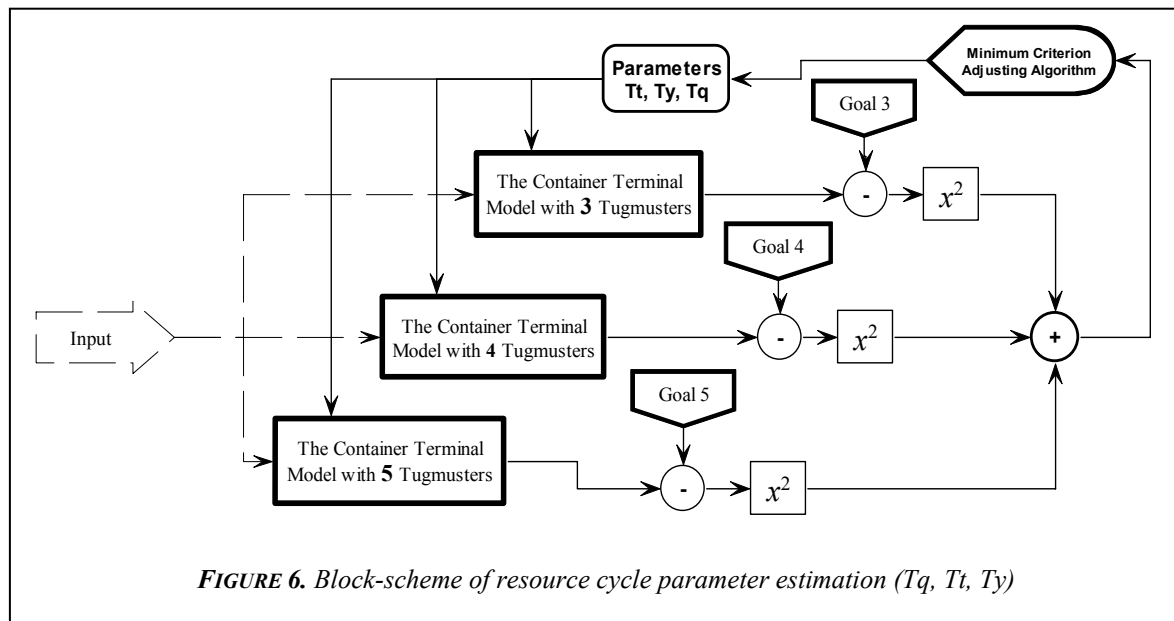 Minimum Criterion
Adjusting Algorithm
Parameters
Tt, Ty, Tq
Goal 3
The Container Terminal
Model with 3 Tugmusters
-
x²
Goal 4
Input
The Container Terminal
Model with 4 Tugmusters
-
x²
+
Goal 5
The Container Terminal
Model with 5 Tugmusters
-
x²
FIGURE 6. Block-scheme of resource cycle parameter estimation (Tq, Tt, Ty)